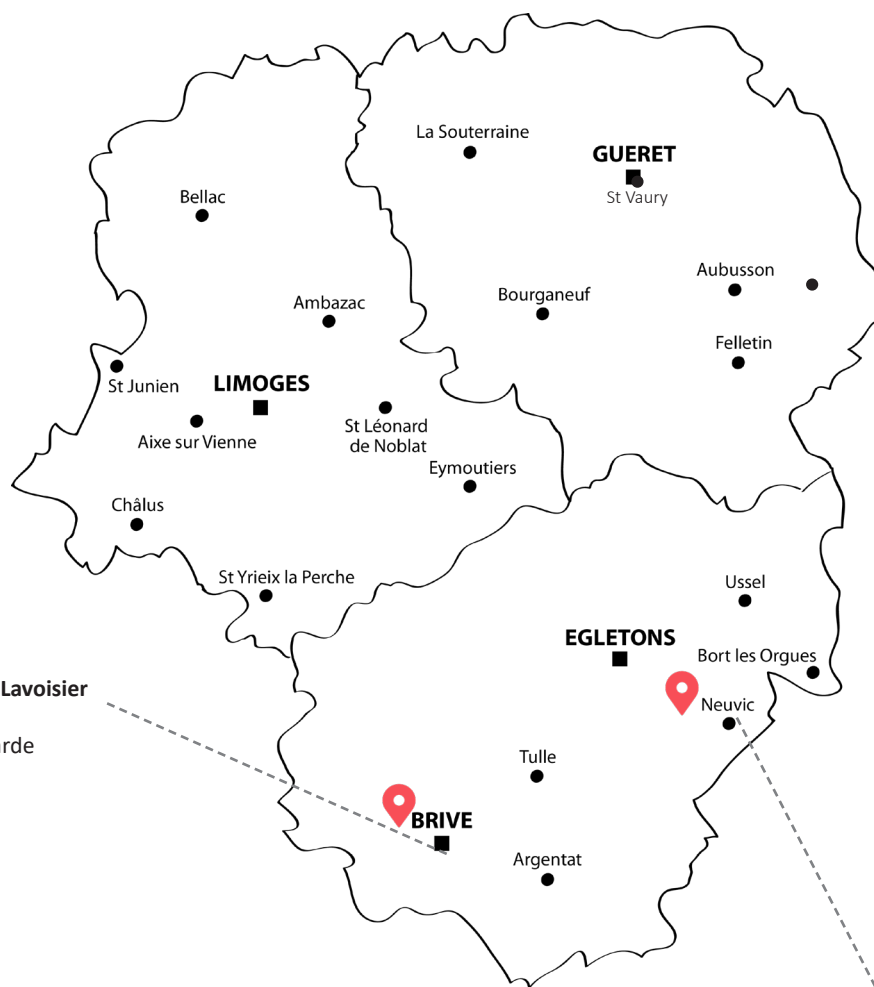 La Souterraine
GUERET
St Vaury
Bellac
Aubusson
Bourganeuf
Ambazac
Felletin
St Junien
LIMOGES
Aixe sur Vienne
St Léonard
de Noblat
Eymoutiers
Châlus
St Yrieix la Perche
Ussel
EGLETONS
Bort les Orgues
Lavoisier
Neuvic
arde
Tulle
BRIVE
Argentat